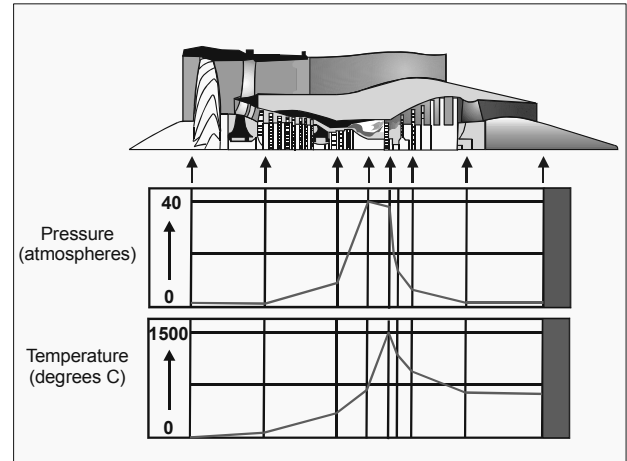 40
Pressure
(atmospheres)
0
1500
Temperature
(degrees C)
0